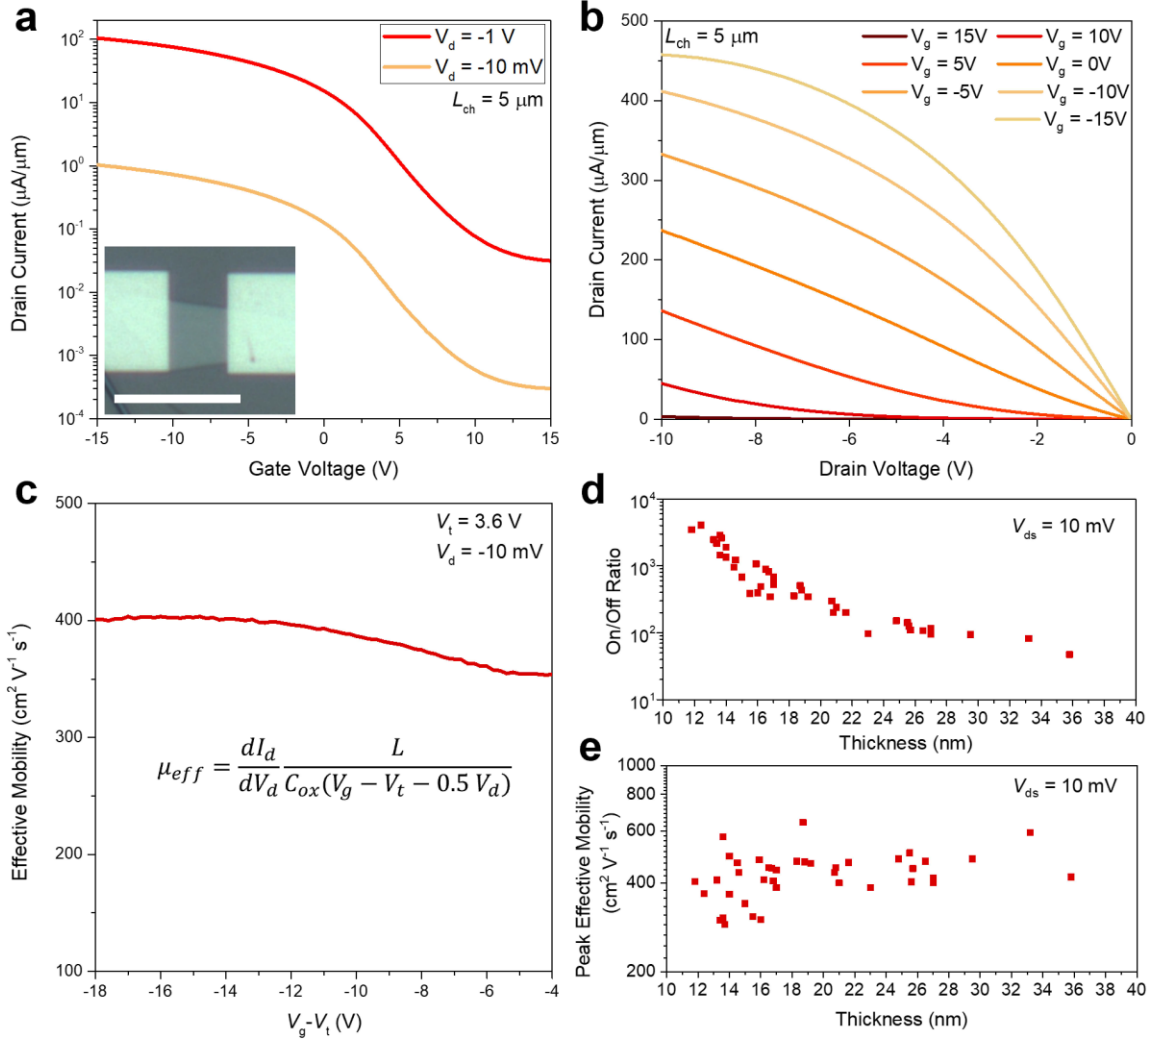 a
V_d = -1 V
V_d = -10 mV
L_ch = 5 μm
Drain Current (μA/μm)
10^2
10^1
10^0
10^-1
10^-2
10^-3
10^-4
-15 -10 -5 0 5 10 15
Gate Voltage (V)
b
L_ch = 5 μm
V_g = 15V V_g = 10V
V_g = 5V V_g = 0V
V_g = -5V V_g = -10V
V_g = -15V
Drain Current (μA/μm)
500
400
300
200
100
0
-10 -8 -6 -4 -2 0
Drain Voltage (V)
c
V_t = 3.6 V
V_d = -10 mV
Effective Mobility (cm² V⁻¹ s⁻¹)
500
400
300
200
100
μ_eff = dI_d/dV_d L/C_ox(V_g − V_t − 0.5 V_d)
-18 -16 -14 -12 -10 -8 -6 -4
V_g-V_t (V)
d
V_ds = 10 mV
On/Off Ratio
10^4
10^3
10^2
10^1
10 12 14 16 18 20 22 24 26 28 30 32 34 36 38 40
Thickness (nm)
e
V_ds = 10 mV
Peak Effective Mobility
(cm² V⁻¹ s⁻¹)
1000
800
600
400
200
10 12 14 16 18 20 22 24 26 28 30 32 34 36 38 40
Thickness (nm)